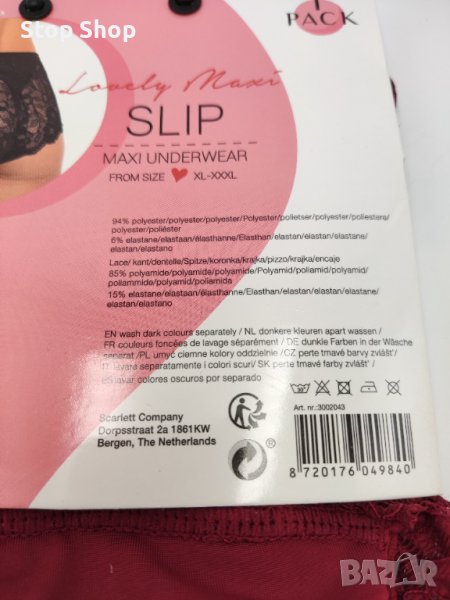 Stop Shop
1
PACK
Lovely Maxi
SLIP
MAXI UNDERWEAR
FROM SIZE XL-XXXL
94% polyester/polyester/polyester/Polyester/polietser/polyester/poliestere/
polyester/poliéster
6% elastane/elastaan/élasthanne/Elasthan/elastan/elastan/elastane/
elastan/elastano
Lace/ kant/dentelle/Spitze/koronka/krajka/pizzo/krajka/encaje
85% polyamide/polyamide/polyamide/Polyamid/poliamid/polyamid/
poliammide/polyamid/poliamida
15% elastane/elastaan/élasthanne/Elasthan/elastan/elastan/elastane/
elastan/elastano
EN wash dark colours separately / NL donkere kleuren apart wassen /
FR couleurs foncées de lavage séparément / DE dunkle Farben in der Wäsche
separat /PL umyć ciemne kolory oddzielnie /CZ perte tmavé barvy zvlášť/
IT lavare separatamente i colori scuri/ SK perte tmavé farby zvlášť/
es lavar colores oscuros por separado
Scarlett Company
Dorpsstraat 2a 1861KW
Bergen, The Netherlands
Art. nr.:3002043
8 720176 049840
BAZAR